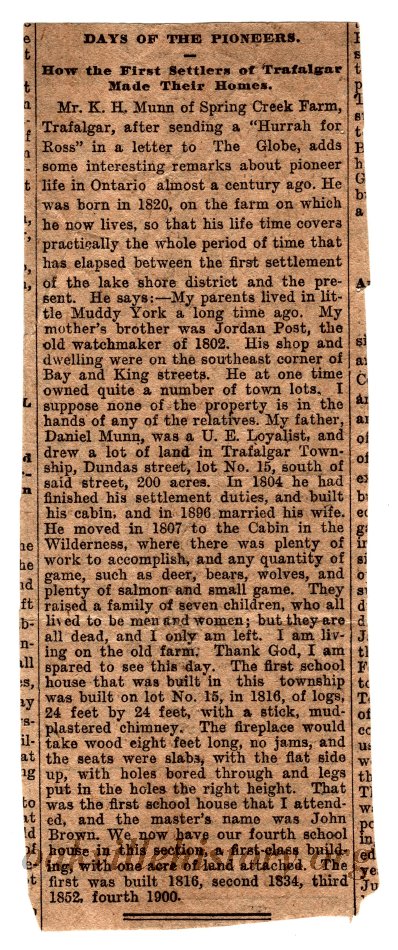 DAYS OF THE PIONEERS.
How the First Settlers of Trafalgar
Made Their Homes.
Mr. K. H. Munn of Spring Creek Farm,
Trafalgar, after sending a "Hurrah for
Ross" in a letter to The Globe, adds
some interesting remarks about pioneer
life in Ontario almost a century ago. He
was born in 1820, on the farm on which
he now lives, so that his life time covers
practically the whole period of time that
has elapsed between the first settlement
of the lake shore district and the pre-
sent. He says:—My parents lived in lit-
tle Muddy York a long time ago. My
mother's brother was Jordan Post, the
old watchmaker of 1802. His shop and
dwelling were on the southeast corner of
Bay and King streets. He at one time
owned quite a number of town lots. I
suppose none of the property is in the
hands of any of the relatives. My father,
Daniel Munn, was a U. E. Loyalist, and
drew a lot of land in Trafalgar Town-
ship, Dundas street, lot No. 15, south of
said street, 200 acres. In 1804 he had
finished his settlement duties, and built
his cabin, and in 1896 married his wife.
He moved in 1807 to the Cabin in the
Wilderness, where there was plenty of
work to accomplish, and any quantity of
game, such as deer, bears, wolves, and
plenty of salmon and small game. They
raised a family of seven children, who all
lived to be men and women; but they are
all dead, and I only am left. I am liv-
ing on the old farm. Thank God, I am
spared to see this day. The first school
house that was built in this township
was built on lot No. 15, in 1816, of logs,
24 feet by 24 feet, with a stick, mud-
plastered chimney. The fireplace would
take wood eight feet long, no jams, and
the seats were slabs, with the flat side
up, with holes bored through and legs
put in the holes the right height. That
was the first school house that I attend-
ed, and the master's name was John
Brown. We now have our fourth school
house in this section, a first-class build-
ing, with one acre of land attached. The
first was built 1816, second 1834, third
1852, fourth 1900.